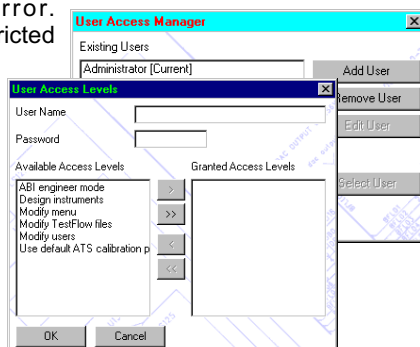 rror.
ricted
User Access Manager
Existing Users
Administrator [Current]
Add User
Remove User
Edit User
Select User
User Access Levels
User Name
Password
Available Access Levels
Granted Access Levels
ABI engineer mode
Design instruments
Modify menu
Modify TestFlow files
Modify users
Use default ATS calibration p
>
>>
<
<<
OK
Cancel